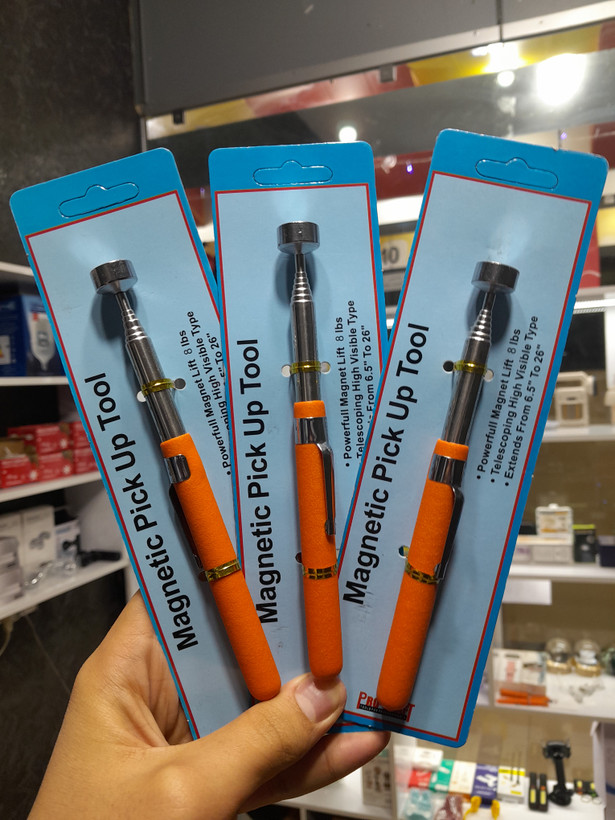 Magnetic Pick Up Tool
• Powerfull Magnet Lift 8 lbs
High Visible Type
To 26"
Magnetic Pick Up Tool
• Powerfull Magnet Lift 8 lbs
• Telescoping High Visible Type
From 6.5" To 26"
Magnetic Pick Up Tool
• Powerfull Magnet Lift 8 lbs
• Telescoping High Visible Type
• Extends From 6.5" To 26"
10